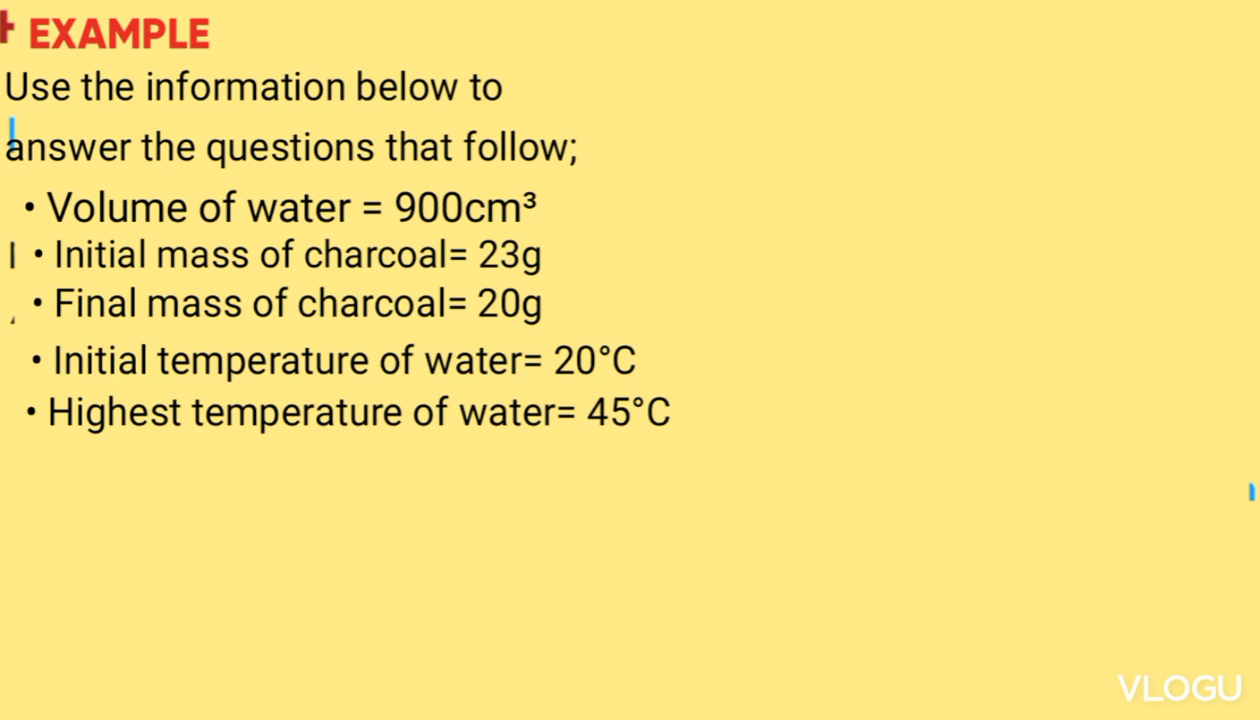 EXAMPLE
Use the information below to
answer the questions that follow;
• Volume of water = 900cm³
• Initial mass of charcoal= 23g
• Final mass of charcoal= 20g
• Initial temperature of water= 20°C
• Highest temperature of water= 45°C
VLOGU